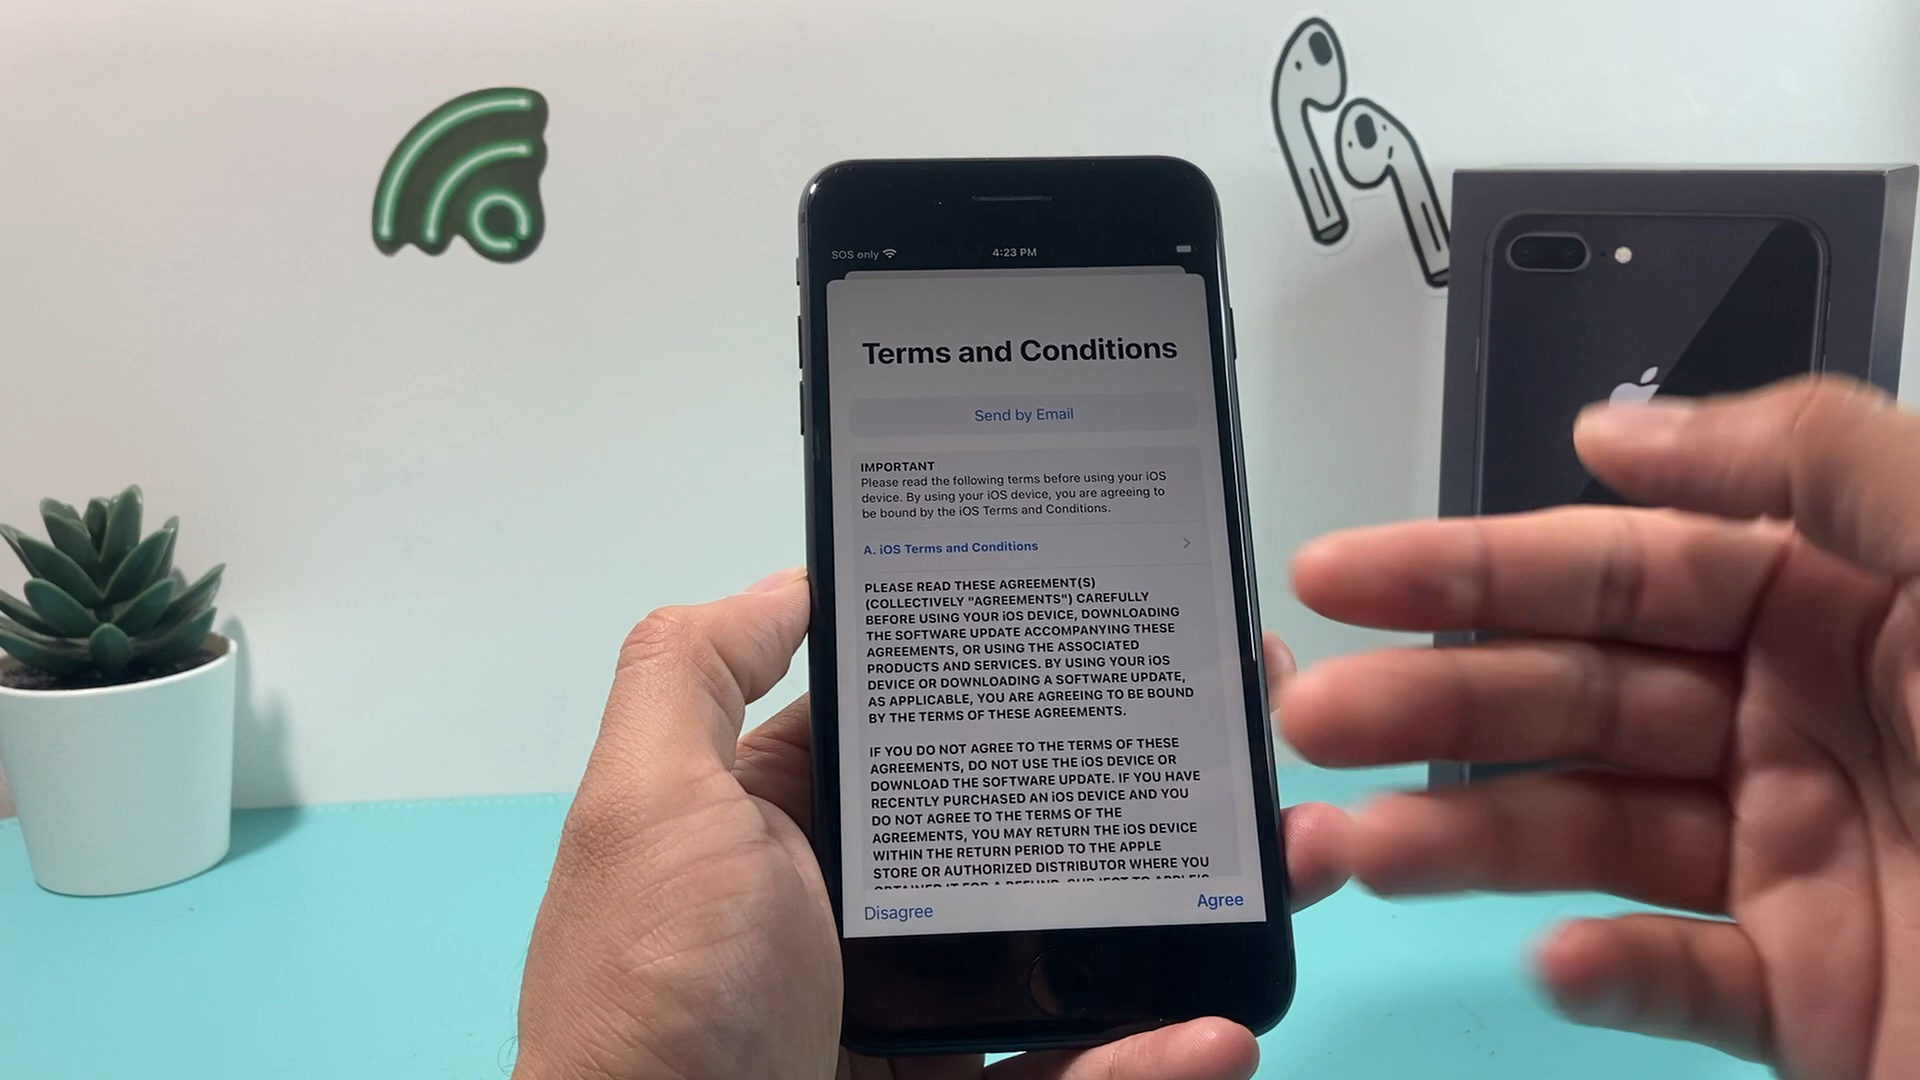 SOS only
4:23 PM
Terms and Conditions
Send by Email
IMPORTANT
Please read the following terms before using your iOS
device. By using your iOS device, you are agreeing to
be bound by the iOS Terms and Conditions.
A. iOS Terms and Conditions
PLEASE READ THESE AGREEMENT(S)
(COLLECTIVELY "AGREEMENTS") CAREFULLY
BEFORE USING YOUR iOS DEVICE, DOWNLOADING
THE SOFTWARE UPDATE ACCOMPANYING THESE
AGREEMENTS, OR USING THE ASSOCIATED
PRODUCTS AND SERVICES. BY USING YOUR iOS
DEVICE OR DOWNLOADING A SOFTWARE UPDATE,
AS APPLICABLE, YOU ARE AGREEING TO BE BOUND
BY THE TERMS OF THESE AGREEMENTS.
IF YOU DO NOT AGREE TO THE TERMS OF THESE
AGREEMENTS, DO NOT USE THE iOS DEVICE OR
DOWNLOAD THE SOFTWARE UPDATE. IF YOU HAVE
RECENTLY PURCHASED AN iOS DEVICE AND YOU
DO NOT AGREE TO THE TERMS OF THE
AGREEMENTS, YOU MAY RETURN THE iOS DEVICE
WITHIN THE RETURN PERIOD TO THE APPLE
STORE OR AUTHORIZED DISTRIBUTOR WHERE YOU
OBTAINED IT FOR A REFUND, SUBJECT TO APPLE'S
Disagree
Agree